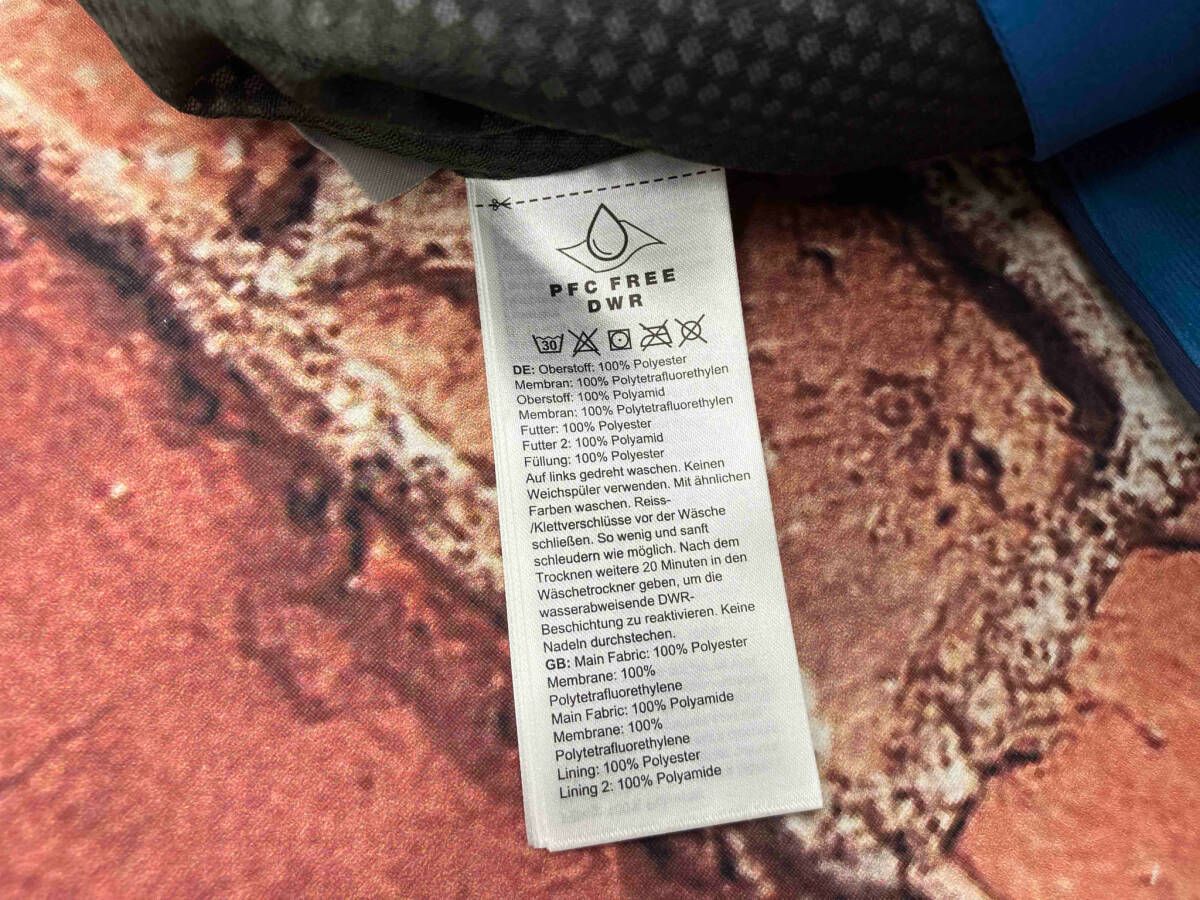 PFC FREE
DWR
30
DE: Oberstoff: 100% Polyester
Membran: 100% Polytetrafluorethylen
Oberstoff: 100% Polyamid
Membran: 100% Polytetrafluorethylen
Futter: 100% Polyester
Futter 2: 100% Polyamid
Füllung: 100% Polyester
Auf links gedreht waschen. Keinen
Weichspüler verwenden. Mit ähnlichen
Farben waschen. Reiss-
/Klettverschlüsse vor der Wäsche
schließen. So wenig und sanft
schleudern wie möglich. Nach dem
Trocknen weitere 20 Minuten in den
Wäschetrockner geben, um die
wasserabweisende DWR-
Beschichtung zu reaktivieren. Keine
Nadeln durchstechen.
GB: Main Fabric: 100% Polyester
Membrane: 100%
Polytetrafluorethylene
Main Fabric: 100% Polyamide
Membrane: 100%
Polytetrafluorethylene
Lining: 100% Polyester
Lining 2: 100% Polyamide